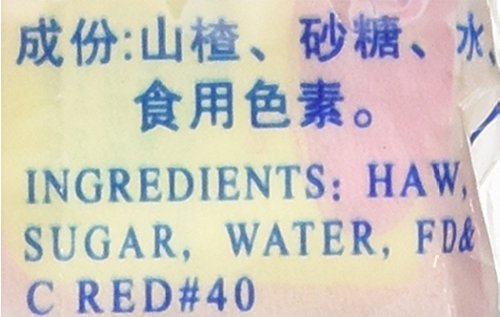 成份:山楂、砂糖、水、
食用色素。
INGREDIENTS: HAW,
SUGAR, WATER, FD&
C RED#40